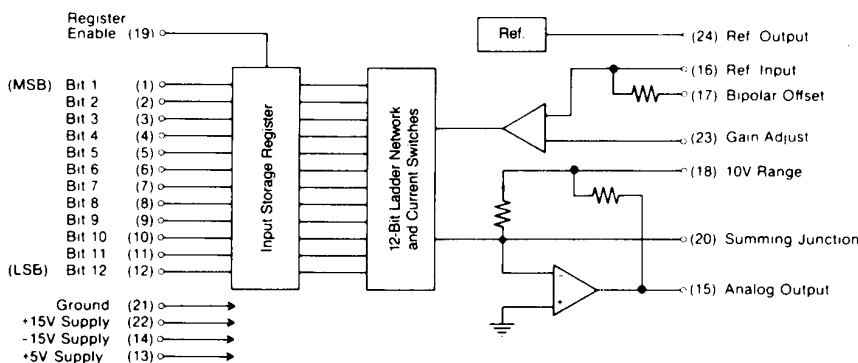 Register
Enable (19)
(MSB) Bit 1 (1)
Bit 2 (2)
Bit 3 (3)
Bit 4 (4)
Bit 5 (5)
Bit 6 (6)
Bit 7 (7)
Bit 8 (8)
Bit 9 (9)
Bit 10 (10)
Bit 11 (11)
(LSB) Bit 12 (12)
Ground (21)
+15V Supply (22)
-15V Supply (14)
+5V Supply (13)
Input Storage Register
12-Bit Ladder Network
and Current Switches
Ref.
(24) Ref Output
(16) Ref Input
(17) Bipolar Offset
(23) Gain Adjust
(18) 10V Range
(20) Summing Junction
-
+
(15) Analog Output